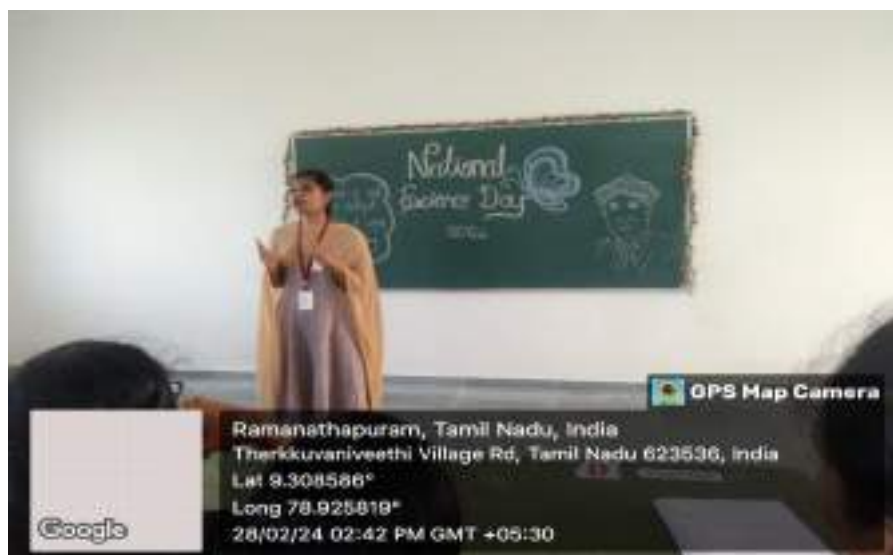 National
Science Day
GPS Map Camera
Ramanathapuram, Tamil Nadu, India
Therkkuvaniveethi Village Rd, Tamil Nadu 623536, India
Lat 9.308586°
Long 78.925819°
28/02/24 02:42 PM GMT +05:30
Google